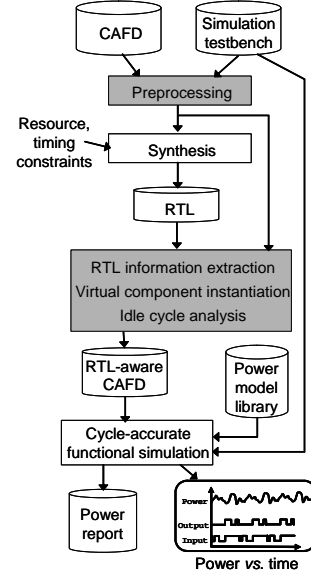 CAFD
Simulation
testbench
Preprocessing
Resource,
timing
constraints
Synthesis
RTL
RTL information extraction
Virtual component instantiation
Idle cycle analysis
RTL-aware
CAFD
Power
model
library
Cycle-accurate
functional simulation
Power
report
Power
Output
Input
Power vs. time